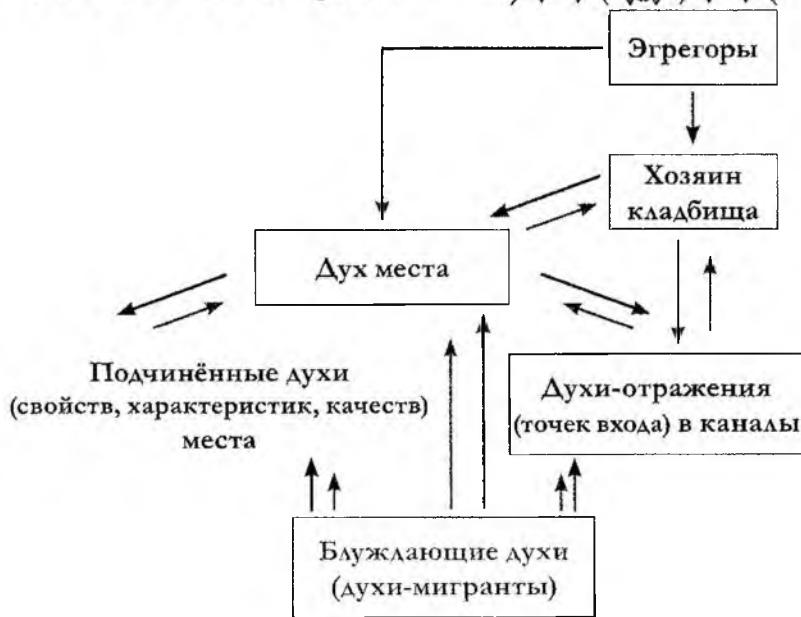 Эгрегоры
Хозяин
кладбища
Дух места
Подчинённые духи
(свойств, характеристик, качеств)
места
Духи-отражения
(точек входа) в каналы
Блуждающие духи
(духи-мигранты)